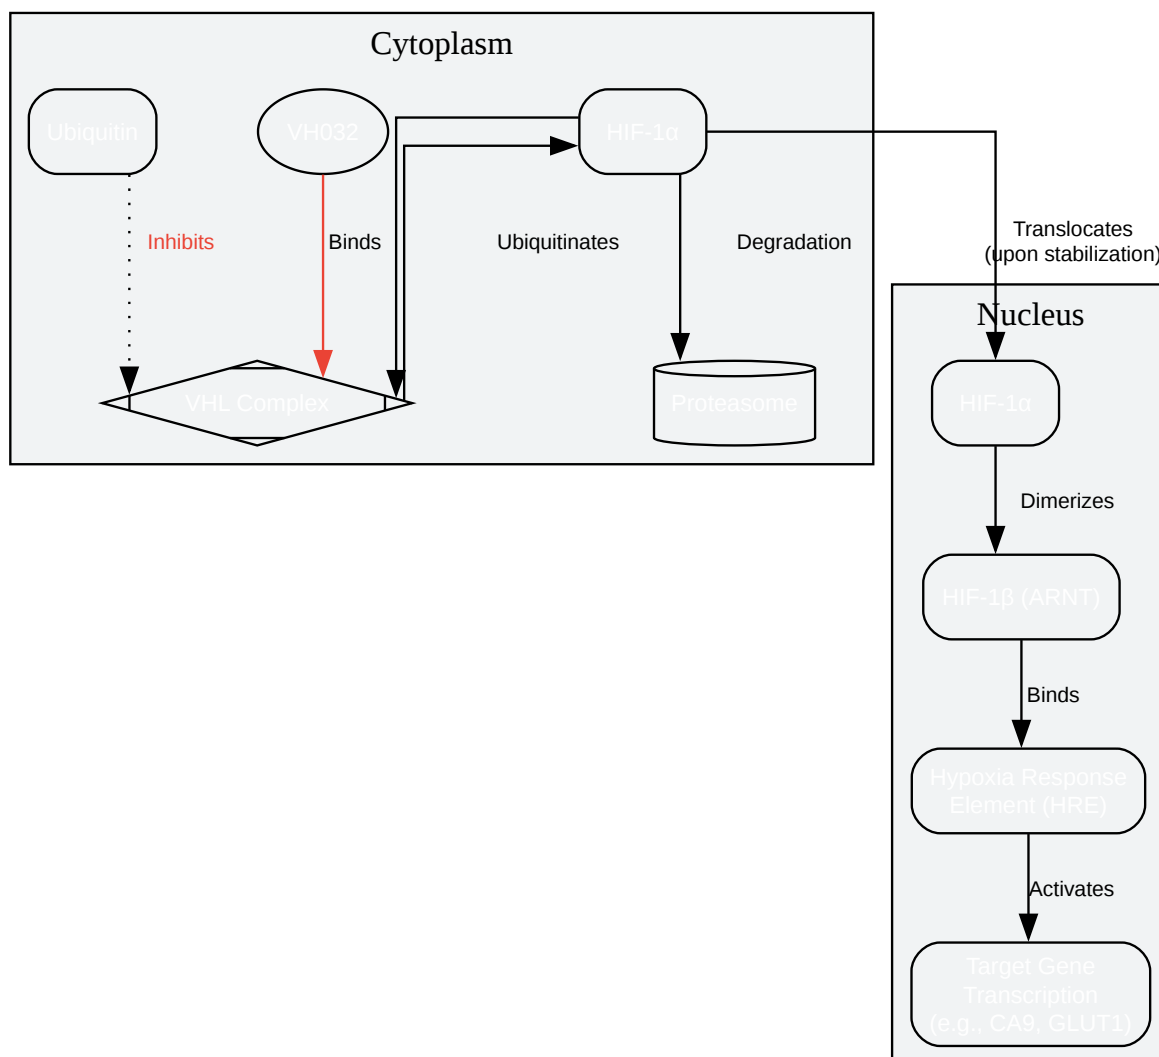 Cytoplasm
Ubiquitin
VH032
HIF-1α
Inhibits
Binds
Ubiquitinates
Degradation
Translocates
(upon stabilization)
VHL Complex
Proteasome
Nucleus
HIF-1α
Dimerizes
HIF-1β (ARNT)
Binds
Hypoxia Response
Element (HRE)
Activates
Target Gene
Transcription
(e.g., CA9, GLUT1)